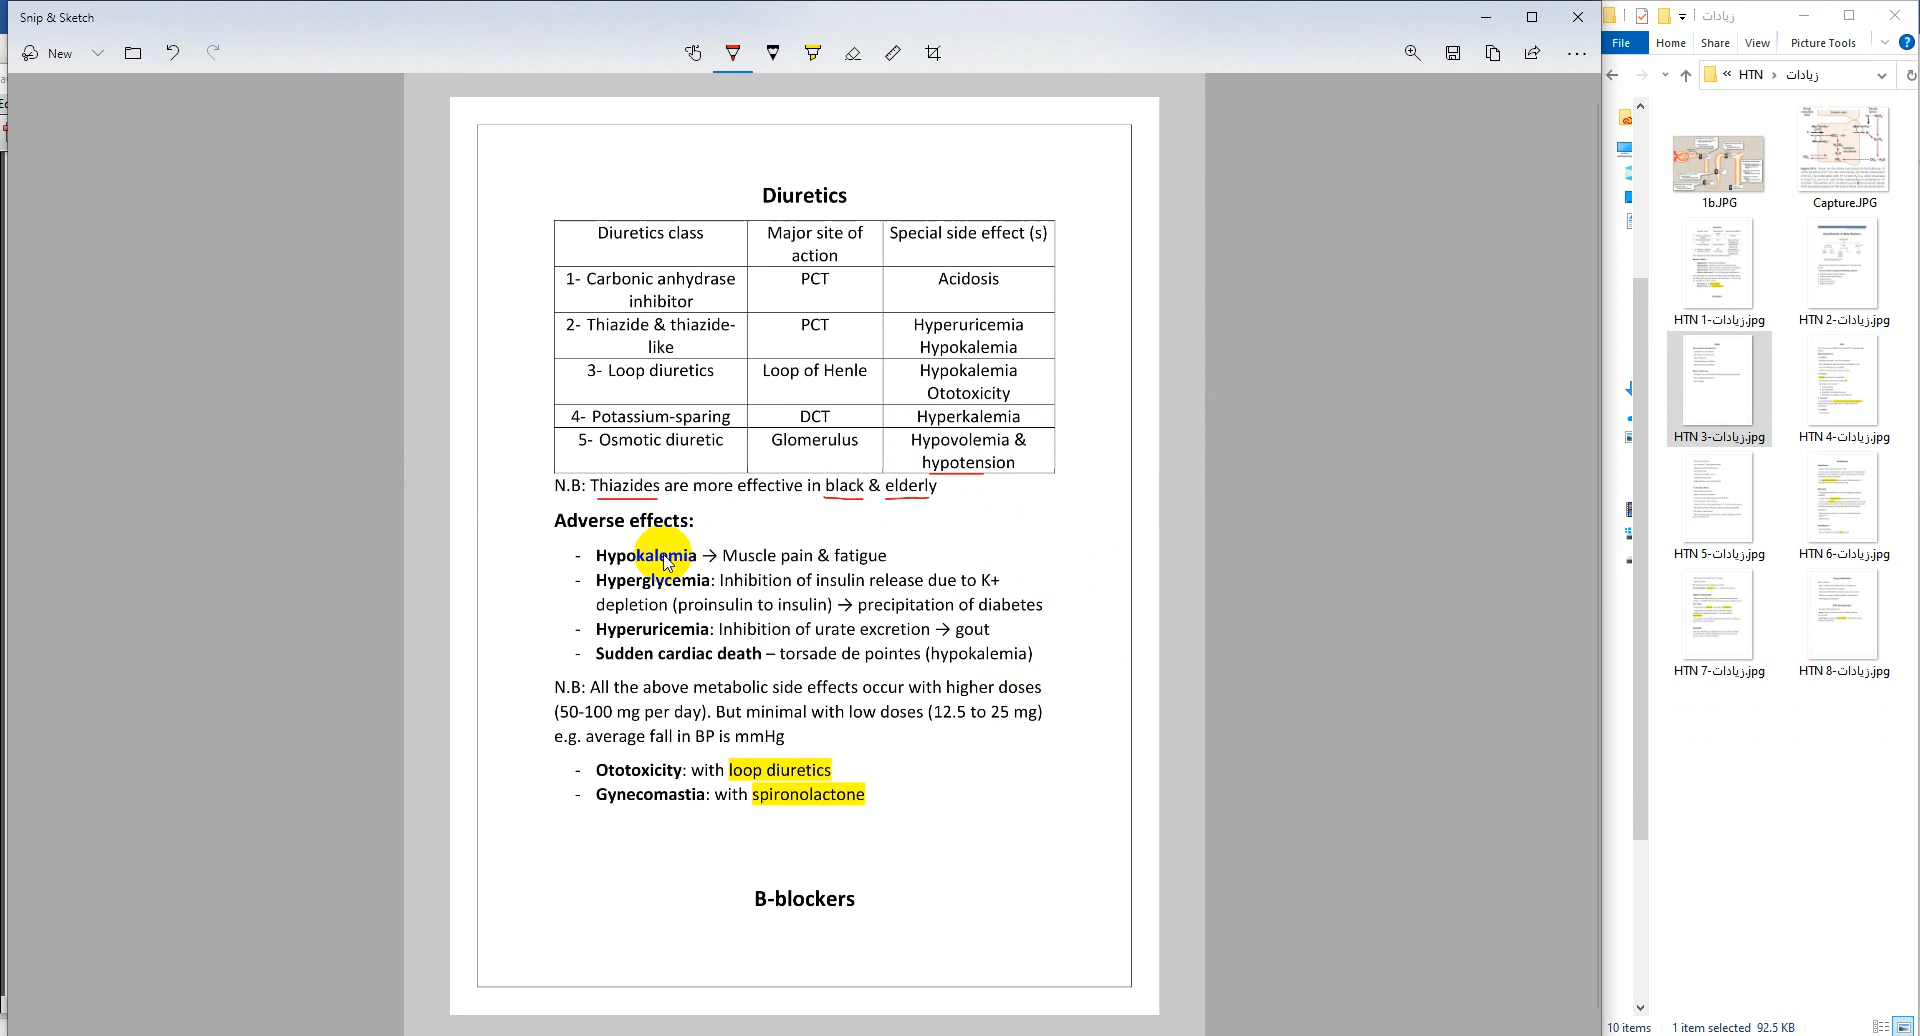 Snip & Sketch
New
Diuretics
Diuretics class
Major site of
action
Special side effect (s)
1- Carbonic anhydrase
inhibitor
PCT
Acidosis
2- Thiazide & thiazide-
like
PCT
Hyperuricemia
Hypokalemia
3- Loop diuretics
Loop of Henle
Hypokalemia
Ototoxicity
4- Potassium-sparing
DCT
Hyperkalemia
5- Osmotic diuretic
Glomerulus
Hypovolemia &
hypotension
N.B: Thiazides are more effective in black & elderly
Adverse effects:
- Hypokalemia → Muscle pain & fatigue
- Hyperglycemia: Inhibition of insulin release due to K+
depletion (proinsulin to insulin) → precipitation of diabetes
- Hyperuricemia: Inhibition of urate excretion → gout
- Sudden cardiac death – torsade de pointes (hypokalemia)
N.B: All the above metabolic side effects occur with higher doses
(50-100 mg per day). But minimal with low doses (12.5 to 25 mg)
e.g. average fall in BP is mmHg
- Ototoxicity: with loop diuretics
- Gynecomastia: with spironolactone
B-blockers
زيادات
File Home Share View Picture Tools
« HTN › زيادات
1b.JPG
Capture.JPG
HTN 1-زيادات.jpg
HTN 2-زيادات.jpg
HTN 3-زيادات.jpg
HTN 4-زيادات.jpg
HTN 5-زيادات.jpg
HTN 6-زيادات.jpg
HTN 7-زيادات.jpg
HTN 8-زيادات.jpg
10 items 1 item selected 92.5 KB